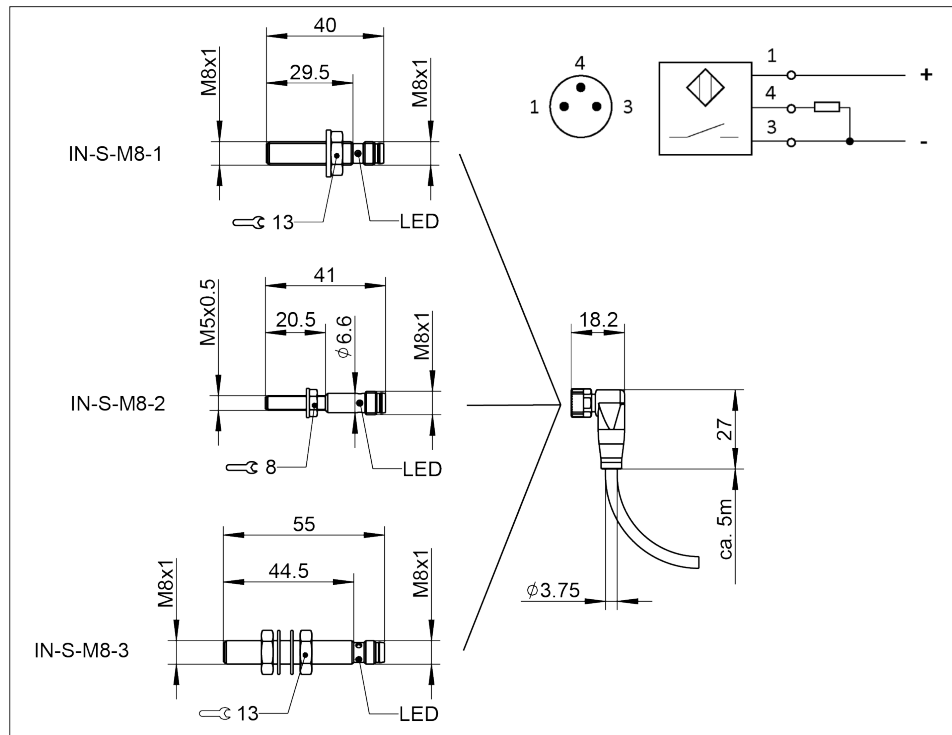 40
29.5
M8x1
M8x1
IN-S-M8-1
13
LED
4
1
3
1
+
4
3
-
41
20.5
M5x0.5
ϕ6.6
M8x1
IN-S-M8-2
8
LED
18.2
27
ca. 5m
ϕ3.75
55
44.5
M8x1
M8x1
IN-S-M8-3
13
LED